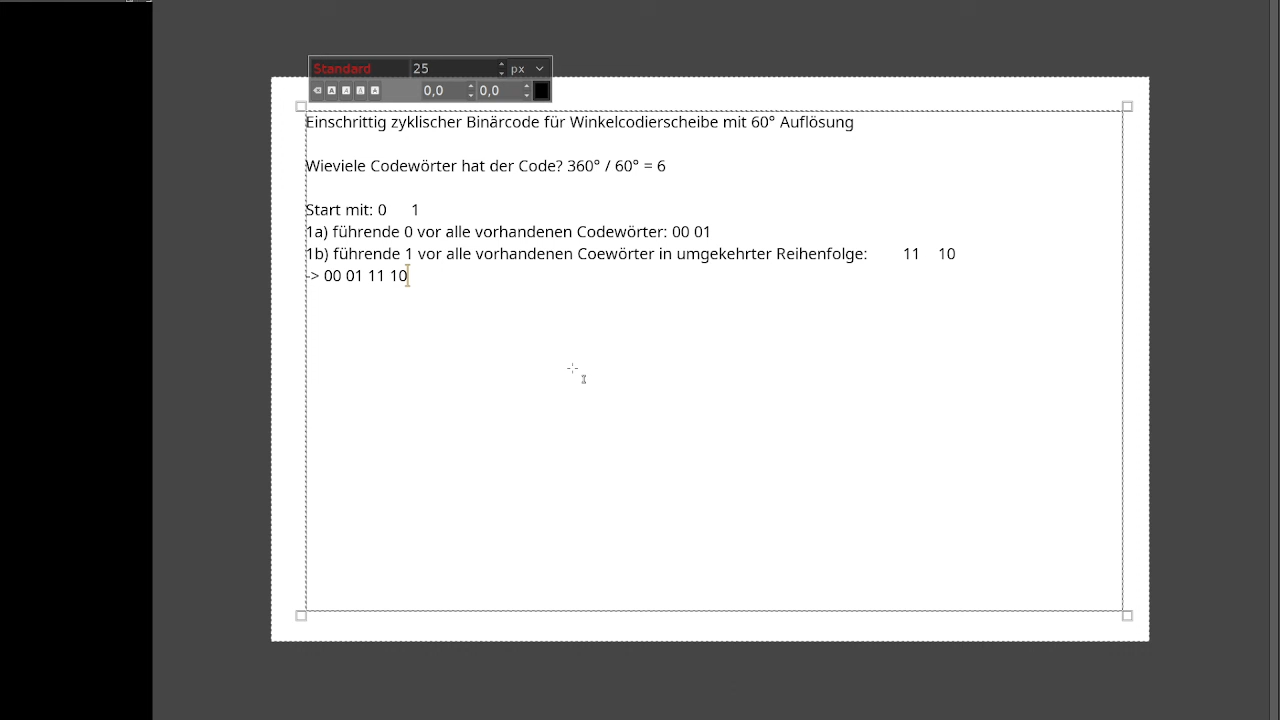 Standard 25 px
0,0 0,0
Einschrittig zyklischer Binärcode für Winkelcodierscheibe mit 60° Auflösung
Wieviele Codewörter hat der Code? 360° / 60° = 6
Start mit: 0 1
1a) führende 0 vor alle vorhandenen Codewörter: 00 01
1b) führende 1 vor alle vorhandenen Coewörter in umgekehrter Reihenfolge: 11 10
-> 00 01 11 10